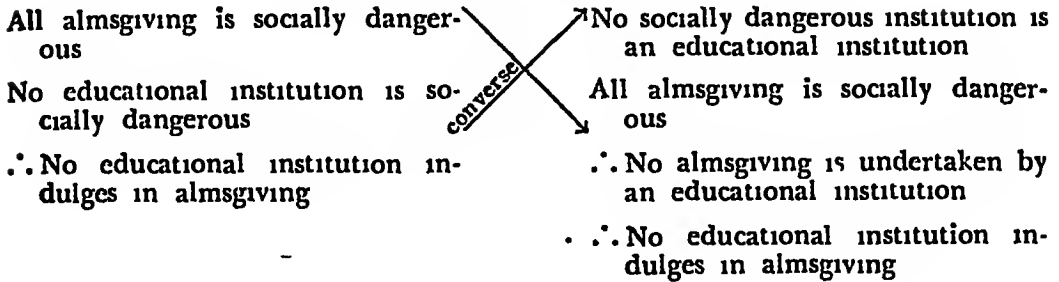 All almsgiving is socially danger-
ous
No educational institution is so-
cially dangerous
∴ No educational institution in-
dulges in almsgiving
converse
No socially dangerous institution is
an educational institution
All almsgiving is socially danger-
ous
∴ No almsgiving is undertaken by
an educational institution
∴ No educational institution in-
dulges in almsgiving